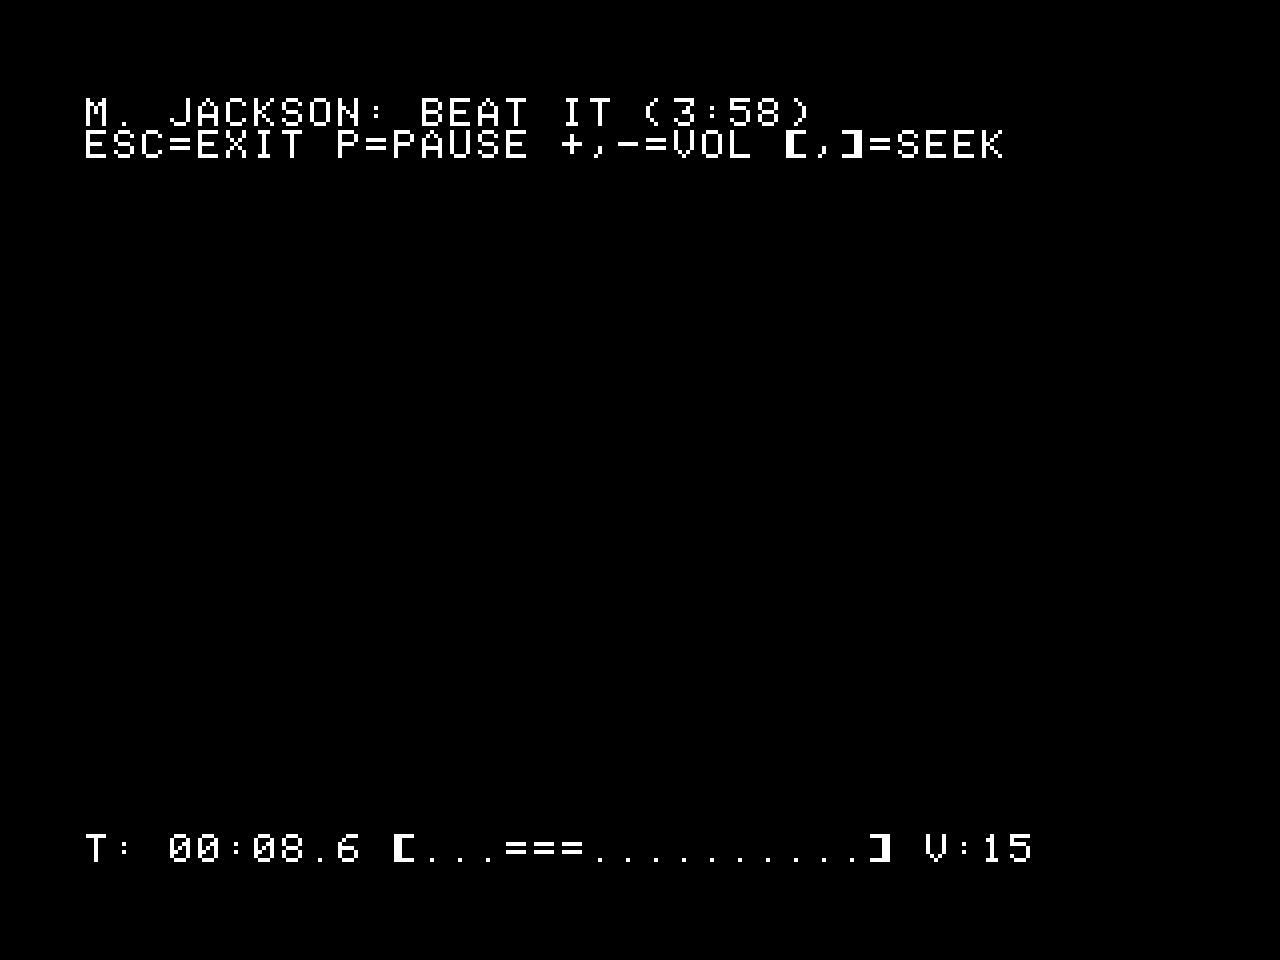 M. JACKSON: BEAT IT (3:58)
ESC=EXIT P=PAUSE +,-=VOL [,]=SEEK
T: 00:08.6 [...===..........] V:15